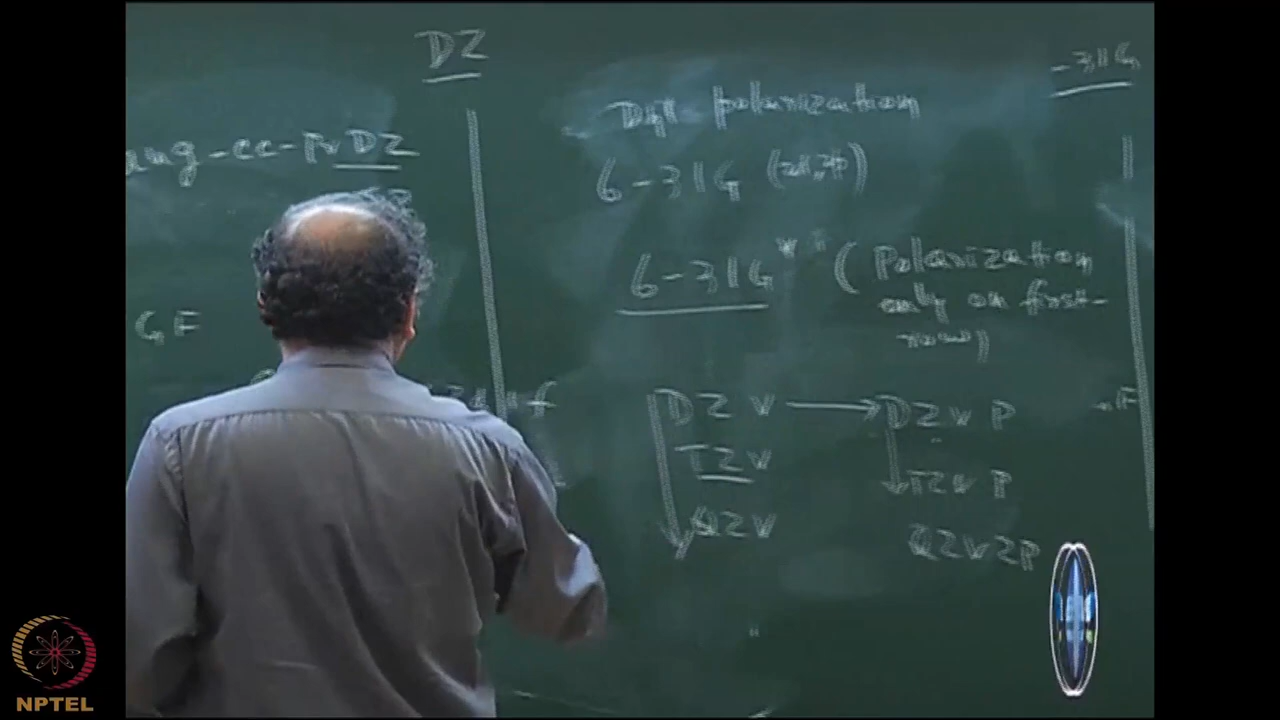 DZ
-31G
aug-cc-PVDZ
polarization
6-31G (2d,2p)
6-31G** (Polarization
only on first
row)
GF
DZV → DZVP
TZV
TZVP
QZV
QZV2P
NPTEL